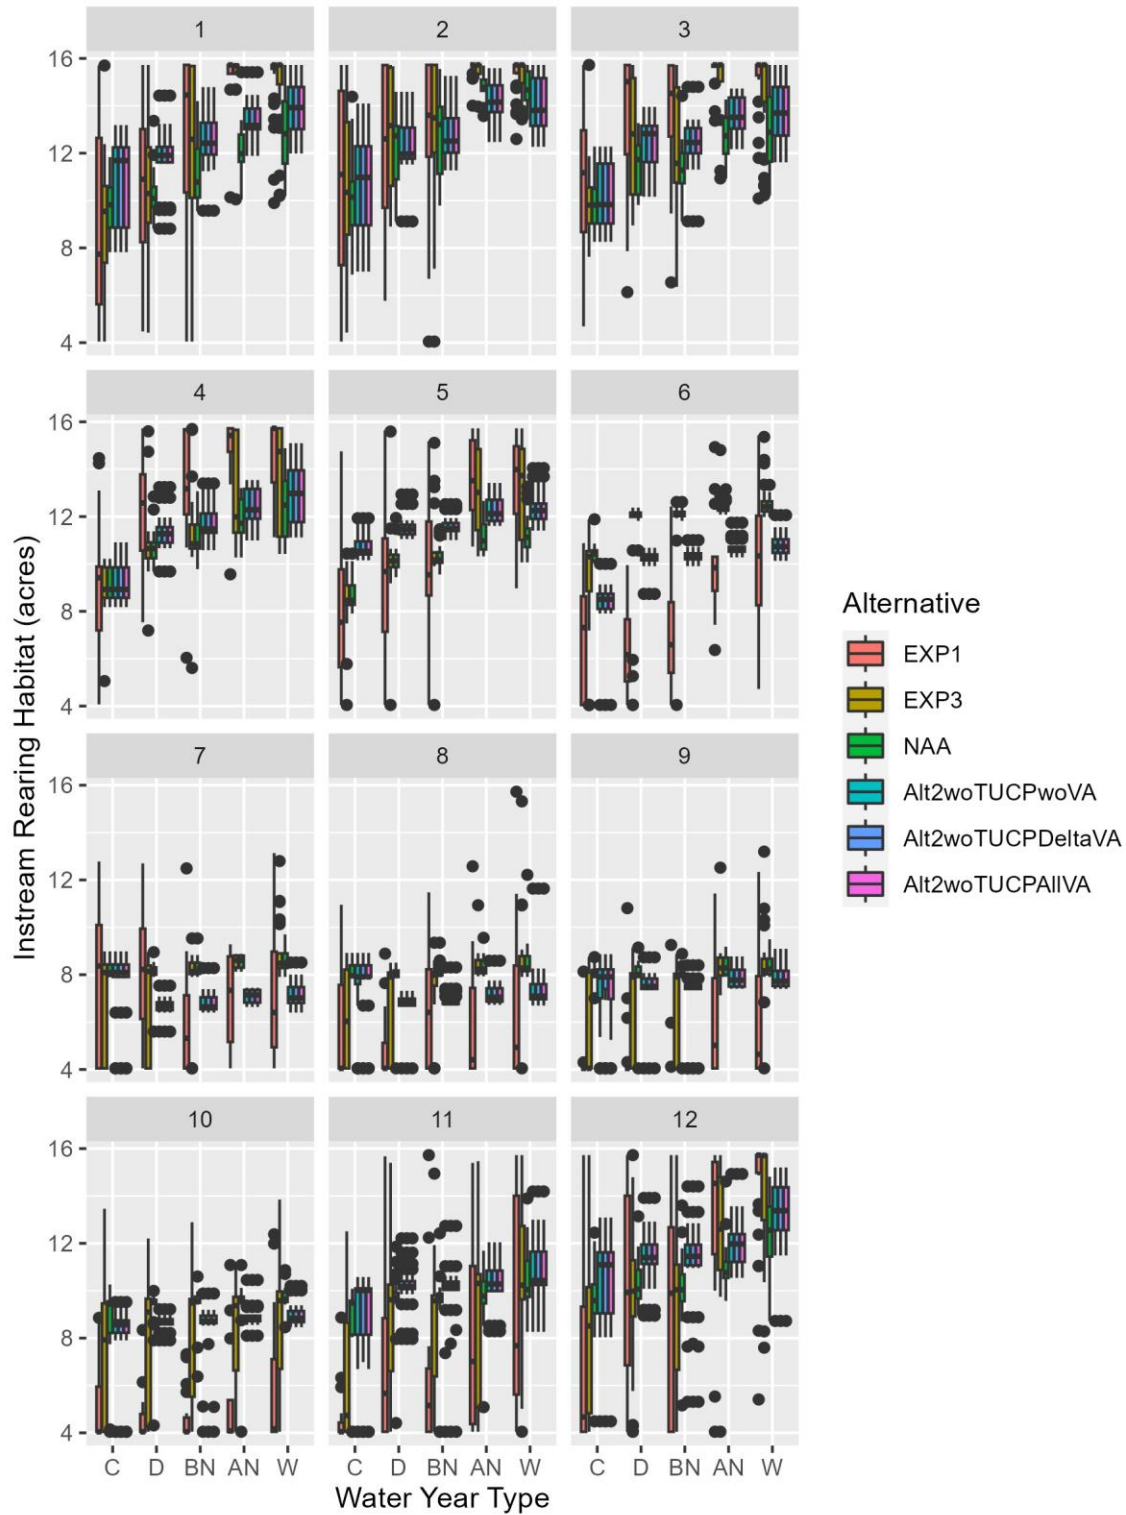 1 2 3
16
12
8
4
4 5 6
16
12
8
4
Instream Rearing Habitat (acres)
7 8 9
16
12
8
4
10 11 12
16
12
8
4
C D BN AN W C D BN AN W C D BN AN W
Water Year Type
Alternative
EXP1
EXP3
NAA
Alt2woTUCPwoVA
Alt2woTUCPDeltaVA
Alt2woTUCPAllVA